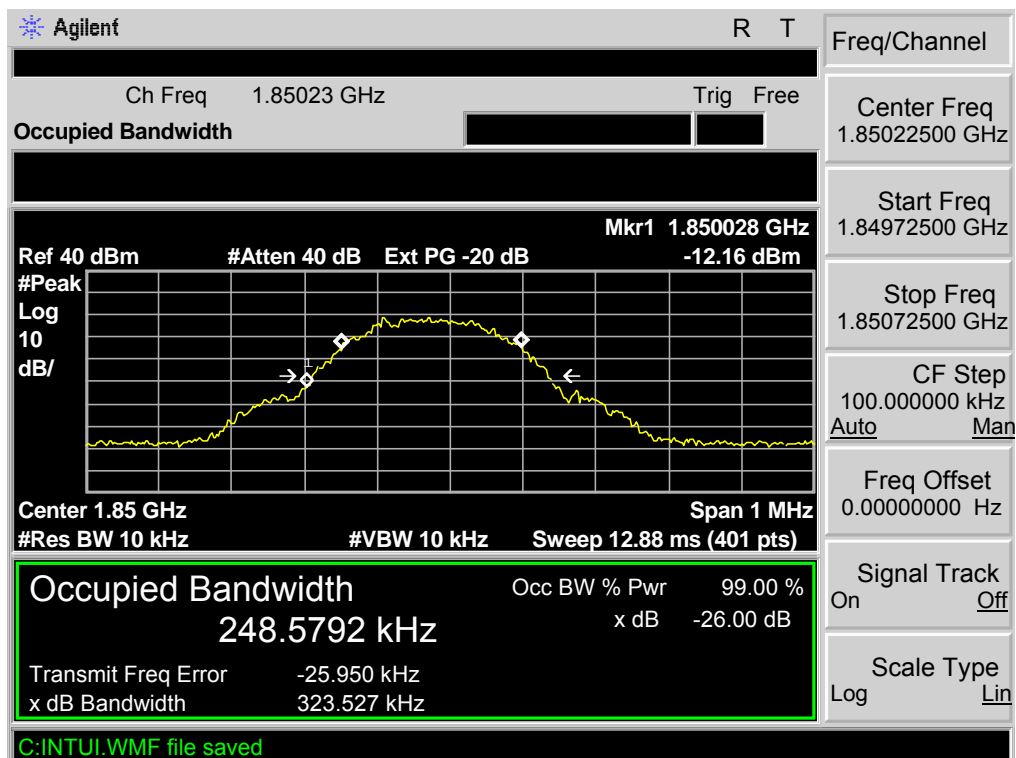 Agilent
R T
Ch Freq 1.85023 GHz
Trig Free
Occupied Bandwidth
Mkr1 1.850028 GHz
Ref 40 dBm #Atten 40 dB Ext PG -20 dB -12.16 dBm
#Peak
Log
10
dB/
1
Center 1.85 GHz Span 1 MHz
#Res BW 10 kHz #VBW 10 kHz Sweep 12.88 ms (401 pts)
Occupied Bandwidth
248.5792 kHz
Occ BW % Pwr 99.00 %
x dB -26.00 dB
Transmit Freq Error -25.950 kHz
x dB Bandwidth 323.527 kHz
C:INTUI.WMF file saved
Freq/Channel
Center Freq
1.85022500 GHz
Start Freq
1.84972500 GHz
Stop Freq
1.85072500 GHz
CF Step
100.000000 kHz
Auto Man
Freq Offset
0.00000000 Hz
Signal Track
On Off
Scale Type
Log Lin